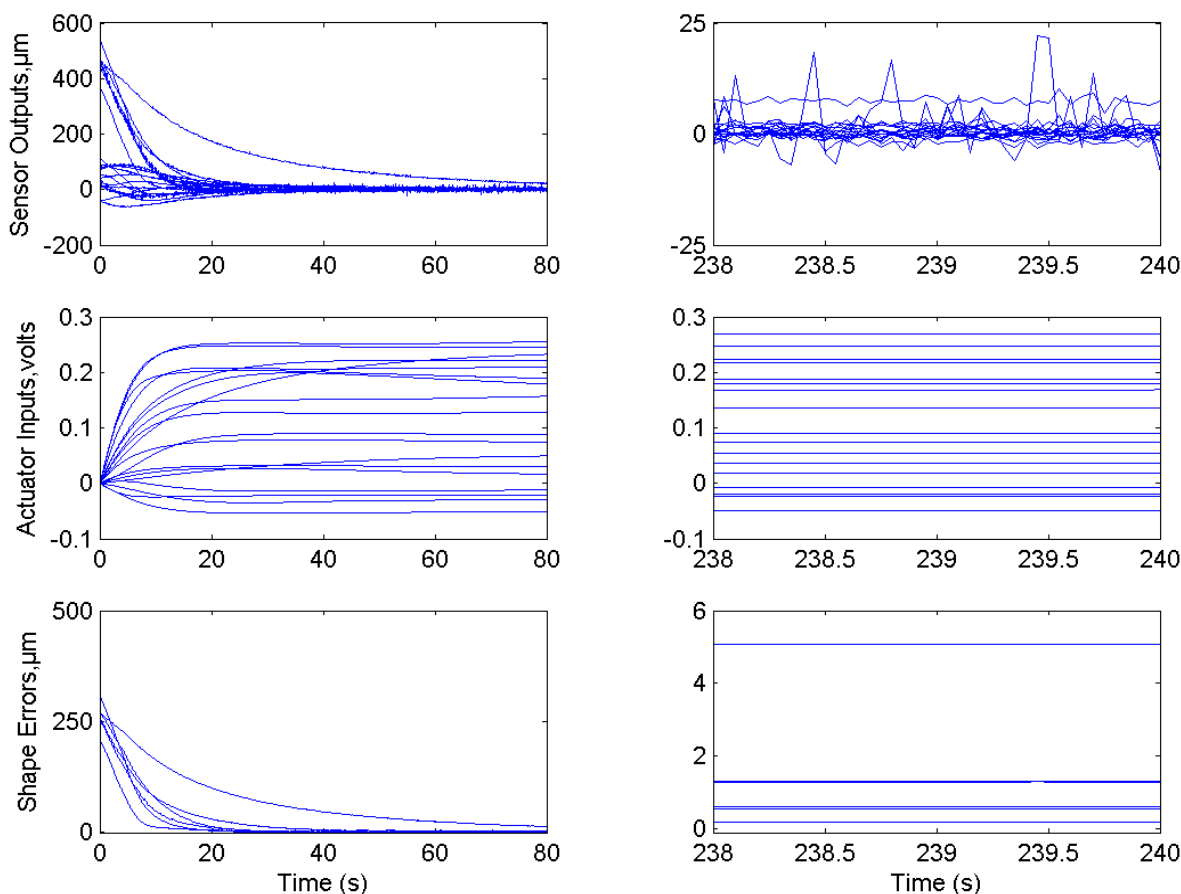 600
400
200
0
-200
Sensor Outputs,µm
0 20 40 60 80
25
0
-25
238 238.5 239 239.5 240
0.3
0.2
0.1
0
-0.1
Actuator Inputs,volts
0 20 40 60 80
0.3
0.2
0.1
0
-0.1
238 238.5 239 239.5 240
500
250
0
Shape Errors,µm
0 20 40 60 80
Time (s)
6
4
2
0
238 238.5 239 239.5 240
Time (s)